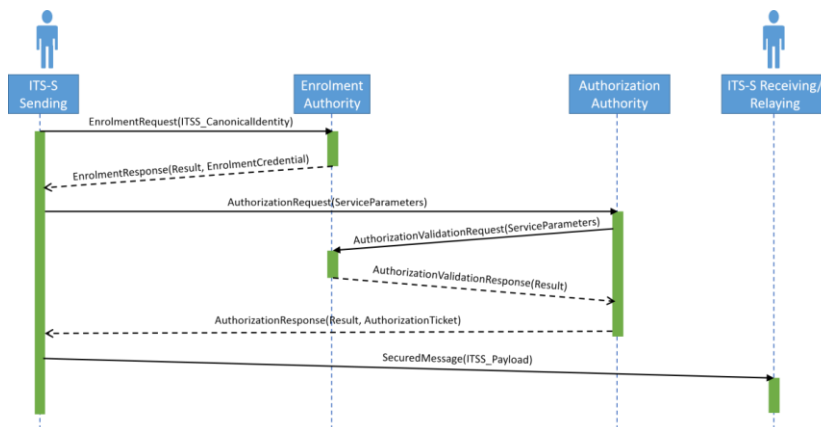 ITS-S
Sending
Enrolment
Authority
Authorization
Authority
ITS-S Receiving/
Relaying
EnrolmentRequest(ITSS_CanonicalIdentity)
EnrolmentResponse(Result, EnrolmentCredential)
AuthorizationRequest(ServiceParameters)
AuthorizationValidationRequest(ServiceParameters)
AuthorizationValidationResponse(Result)
AuthorizationResponse(Result, AuthorizationTicket)
SecuredMessage(ITSS_Payload)